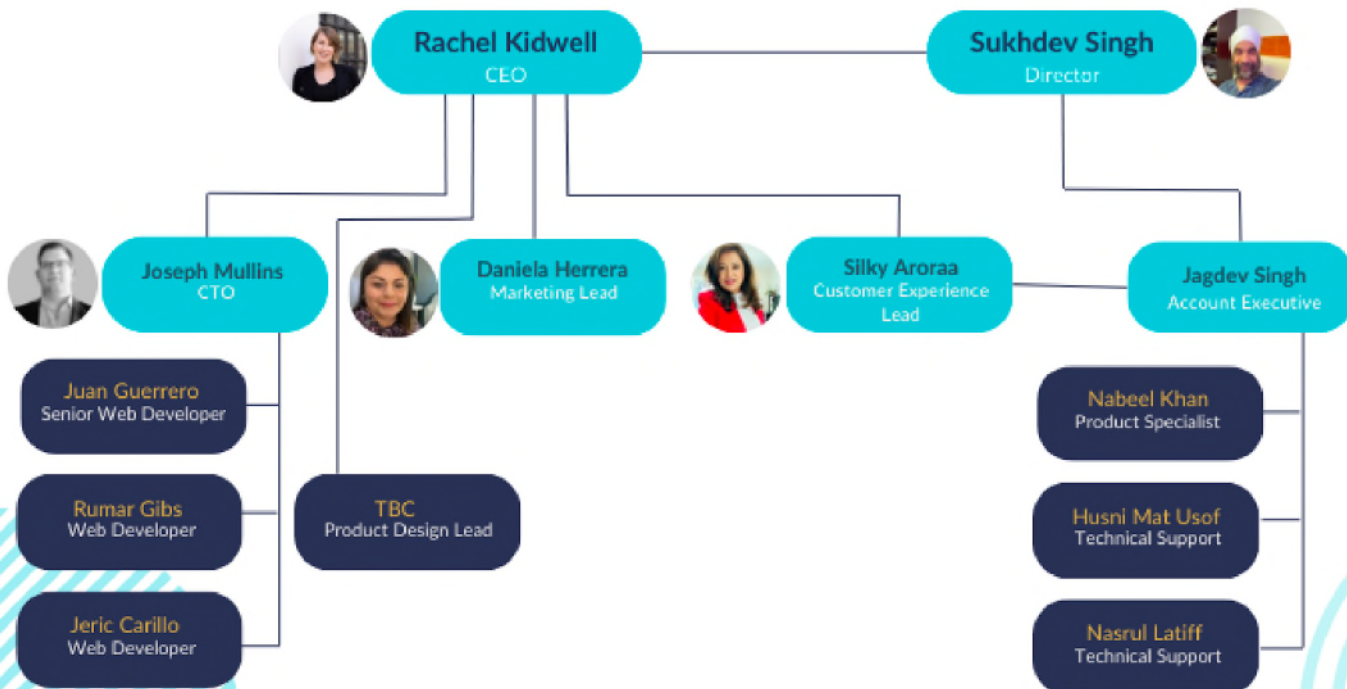 Rachel Kidwell
CEO
Sukhdev Singh
Director
Joseph Mullins
CTO
Daniela Herrera
Marketing Lead
Silky Aroraa
Customer Experience
Lead
Jagdev Singh
Account Executive
Juan Guerrero
Senior Web Developer
Rumar Gibs
Web Developer
Jeric Carillo
Web Developer
TBC
Product Design Lead
Nabeel Khan
Product Specialist
Husni Mat Usof
Technical Support
Nasrul Latiff
Technical Support